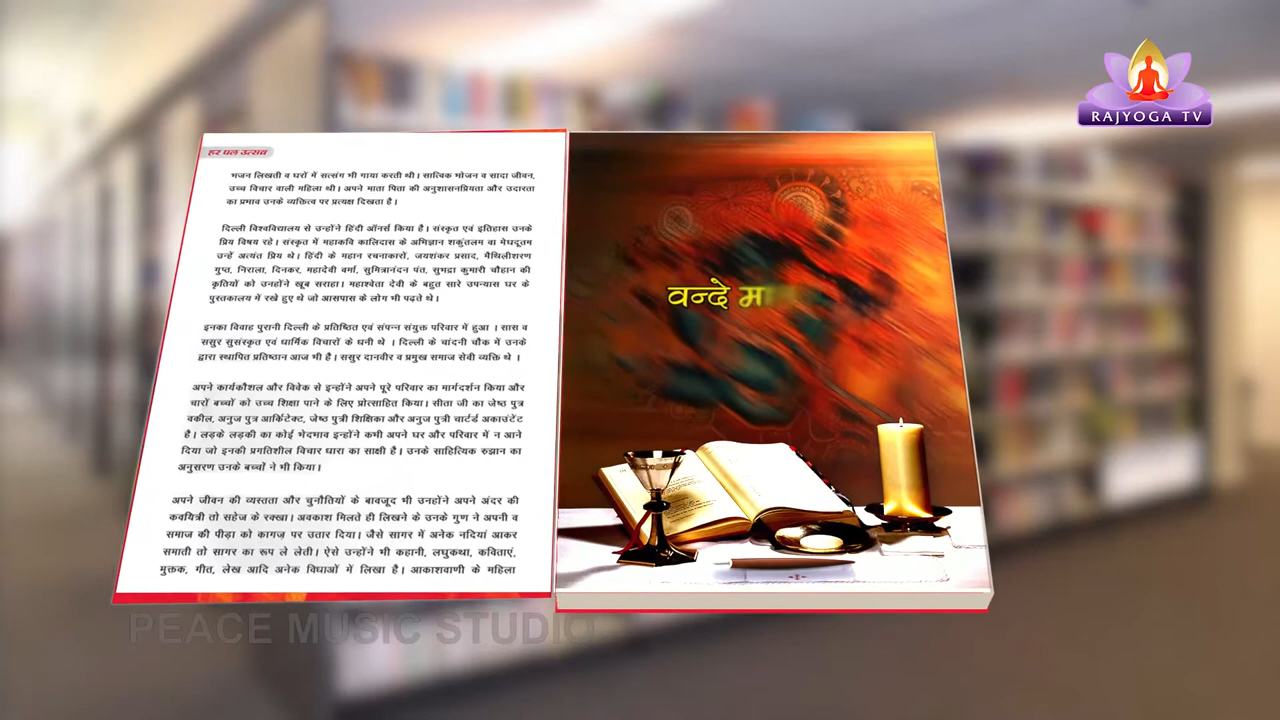 RAJYOGA TV
हर पल उत्सव
भजन लिखती व घरों में सत्संग भी गाया करती थी। सात्विक भोजन व सादा जीवन,
उच्च विचार वाली महिला थी। अपने माता पिता की अनुशासनप्रियता और उदारता
का प्रभाव उनके व्यक्तित्व पर प्रत्यक्ष दिखता है।
दिल्ली विश्वविद्यालय से उन्होंने हिंदी ऑनर्स किया है। संस्कृत एवं इतिहास उनके
प्रिय विषय रहे। संस्कृत में महाकवि कालिदास के अभिज्ञान शकुंतलम वा मेघदूतम
उन्हें अत्यंत प्रिय थे। हिंदी के महान रचनाकारों, जयशंकर प्रसाद, मैथिलीशरण
गुप्त, निराला, दिनकर, महादेवी वर्मा, सुमित्रानंदन पंत, सुभद्रा कुमारी चौहान की
कृतियों को उनहोंने खूब सराहा। महाश्वेता देवी के बहुत सारे उपन्यास घर के
पुस्तकालय में रखे हुए थे जो आसपास के लोग भी पढ़ते थे।
इनका विवाह पुरानी दिल्ली के प्रतिष्ठित एवं संपन्न संयुक्त परिवार में हुआ । सास व
ससुर सुसंस्कृत एवं धार्मिक विचारों के धनी थे । दिल्ली के चांदनी चौक में उनके
द्वारा स्थापित प्रतिष्ठान आज भी है। ससुर दानवीर व प्रमुख समाज सेवी व्यक्ति थे ।
अपने कार्यकौशल और विवेक से इन्होंने अपने पूरे परिवार का मार्गदर्शन किया और
चारों बच्चों को उच्च शिक्षा पाने के लिए प्रोत्साहित किया। सीता जी का जेष्ठ पुत्र
वकील, अनुज पुत्र आर्किटेक्ट, जेष्ठ पुत्री शिक्षिका और अनुज पुत्री चार्टर्ड अकाउंटेंट
है। लड़के लड़की का कोई भेदभाव इन्होंने कभी अपने घर और परिवार में न आने
दिया जो इनकी प्रगतिशील विचार धारा का साक्षी है। उनके साहित्यिक रुझान का
अनुसरण उनके बच्चों ने भी किया।
अपने जीवन की व्यस्तता और चुनौतियों के बावजूद भी उनहोंने अपने अंदर की
कवयित्री तो सहेज के रक्खा। अवकाश मिलते ही लिखने के उनके गुण ने अपनी व
समाज की पीड़ा को कागज़ पर उतार दिया। जैसे सागर में अनेक नदियां आकर
समाती तो सागर का रूप ले लेती। ऐसे उन्होंने भी कहानी, लघुकथा, कविताएं,
मुक्तक, गीत, लेख आदि अनेक विधाओं में लिखा है। आकाशवाणी के महिला
वन्दे मा
PEACE MUSIC STUDIO